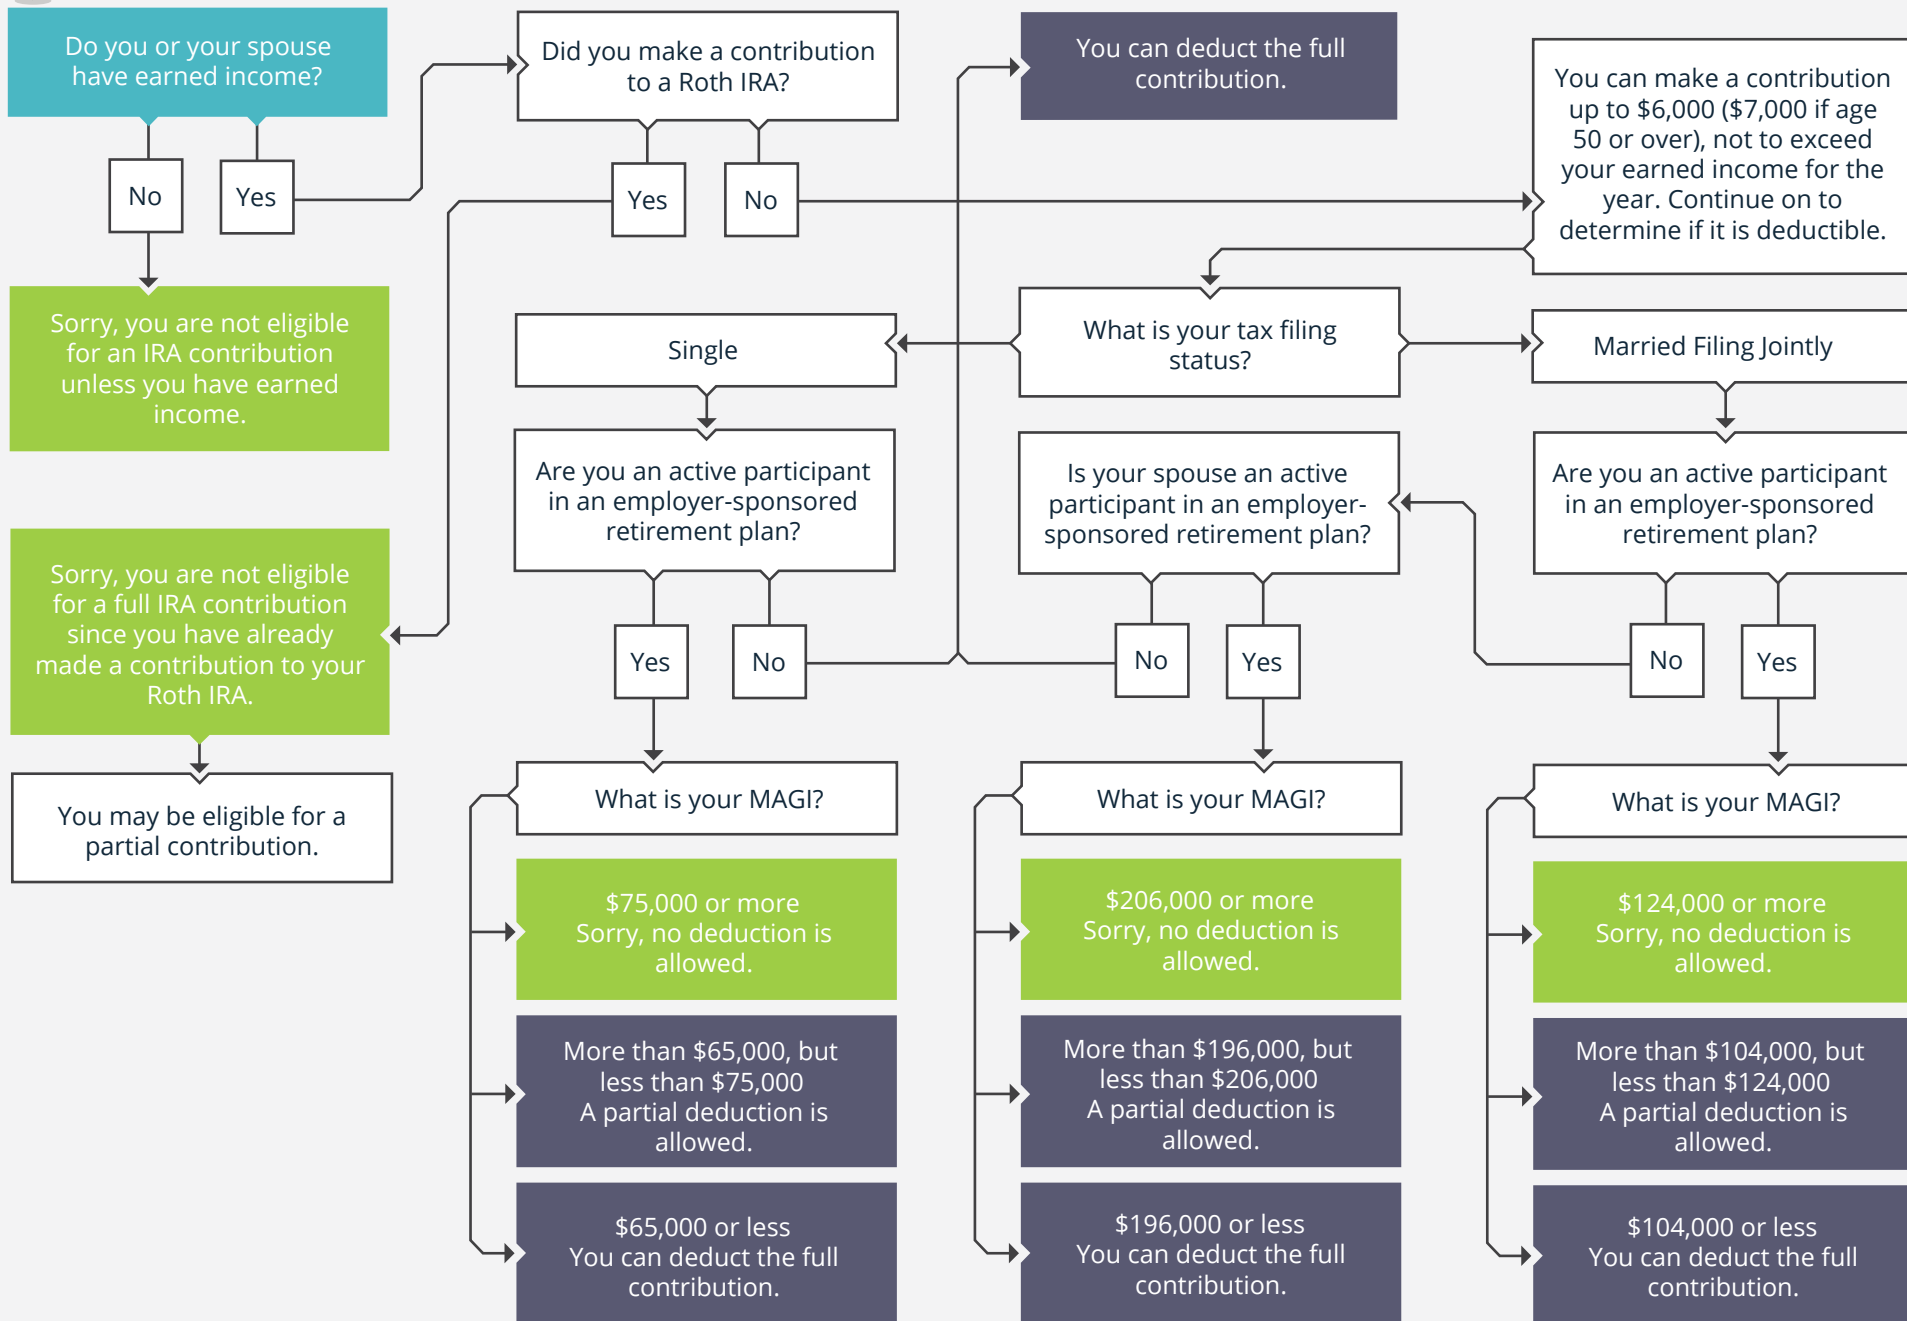 Do you or your spouse
have earned income?
No
Yes
Sorry, you are not eligible
for an IRA contribution
unless you have earned
income.
Did you make a contribution
to a Roth IRA?
Yes
No
Sorry, you are not eligible
for a full IRA contribution
since you have already
made a contribution to your
Roth IRA.
You may be eligible for a
partial contribution.
You can deduct the full
contribution.
You can make a contribution
up to $6,000 ($7,000 if age
50 or over), not to exceed
your earned income for the
year. Continue on to
determine if it is deductible.
What is your tax filing
status?
Single
Married Filing Jointly
Are you an active participant
in an employer-sponsored
retirement plan?
Yes
No
Is your spouse an active
participant in an employer-
sponsored retirement plan?
No
Yes
Are you an active participant
in an employer-sponsored
retirement plan?
No
Yes
What is your MAGI?
$75,000 or more
Sorry, no deduction is
allowed.
More than $65,000, but
less than $75,000
A partial deduction is
allowed.
$65,000 or less
You can deduct the full
contribution.
What is your MAGI?
$206,000 or more
Sorry, no deduction is
allowed.
More than $196,000, but
less than $206,000
A partial deduction is
allowed.
$196,000 or less
You can deduct the full
contribution.
What is your MAGI?
$124,000 or more
Sorry, no deduction is
allowed.
More than $104,000, but
less than $124,000
A partial deduction is
allowed.
$104,000 or less
You can deduct the full
contribution.